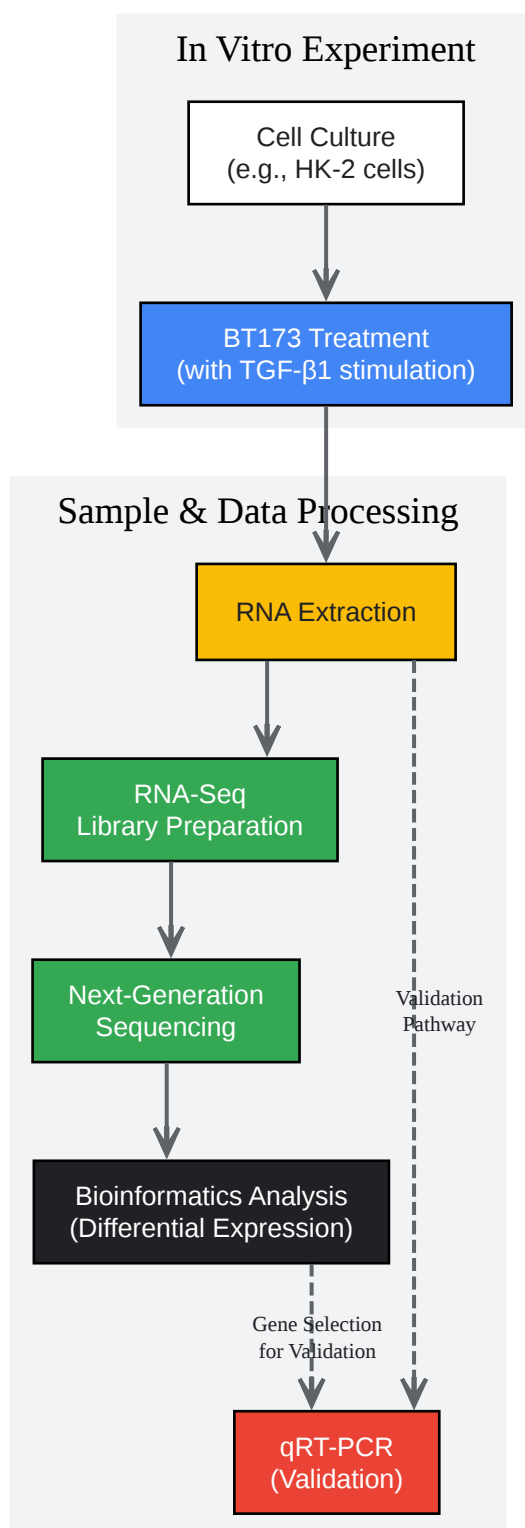 In Vitro Experiment
Cell Culture
(e.g., HK-2 cells)
BT173 Treatment
(with TGF-β1 stimulation)
Sample & Data Processing
RNA Extraction
RNA-Seq
Library Preparation
Next-Generation
Sequencing
Validation
Pathway
Bioinformatics Analysis
(Differential Expression)
Gene Selection
for Validation
qRT-PCR
(Validation)